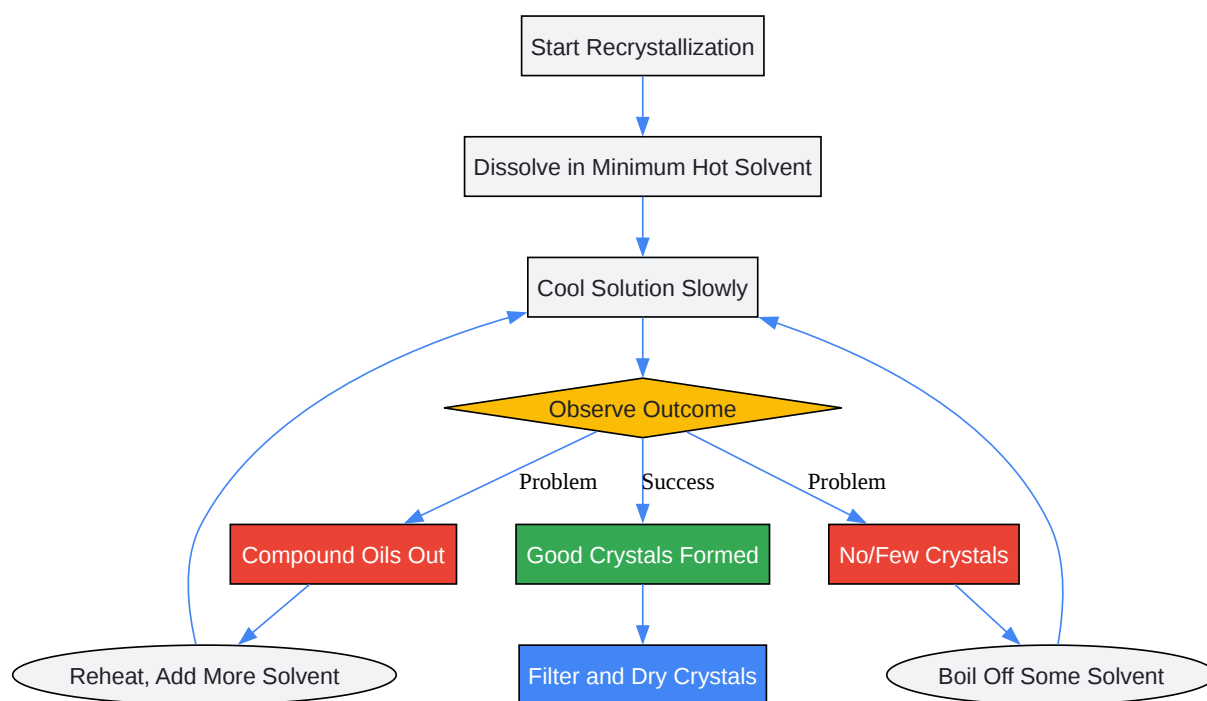 Start Recrystallization
Dissolve in Minimum Hot Solvent
Cool Solution Slowly
Observe Outcome
Problem
Success
Problem
Compound Oils Out
Good Crystals Formed
No/Few Crystals
Reheat, Add More Solvent
Filter and Dry Crystals
Boil Off Some Solvent